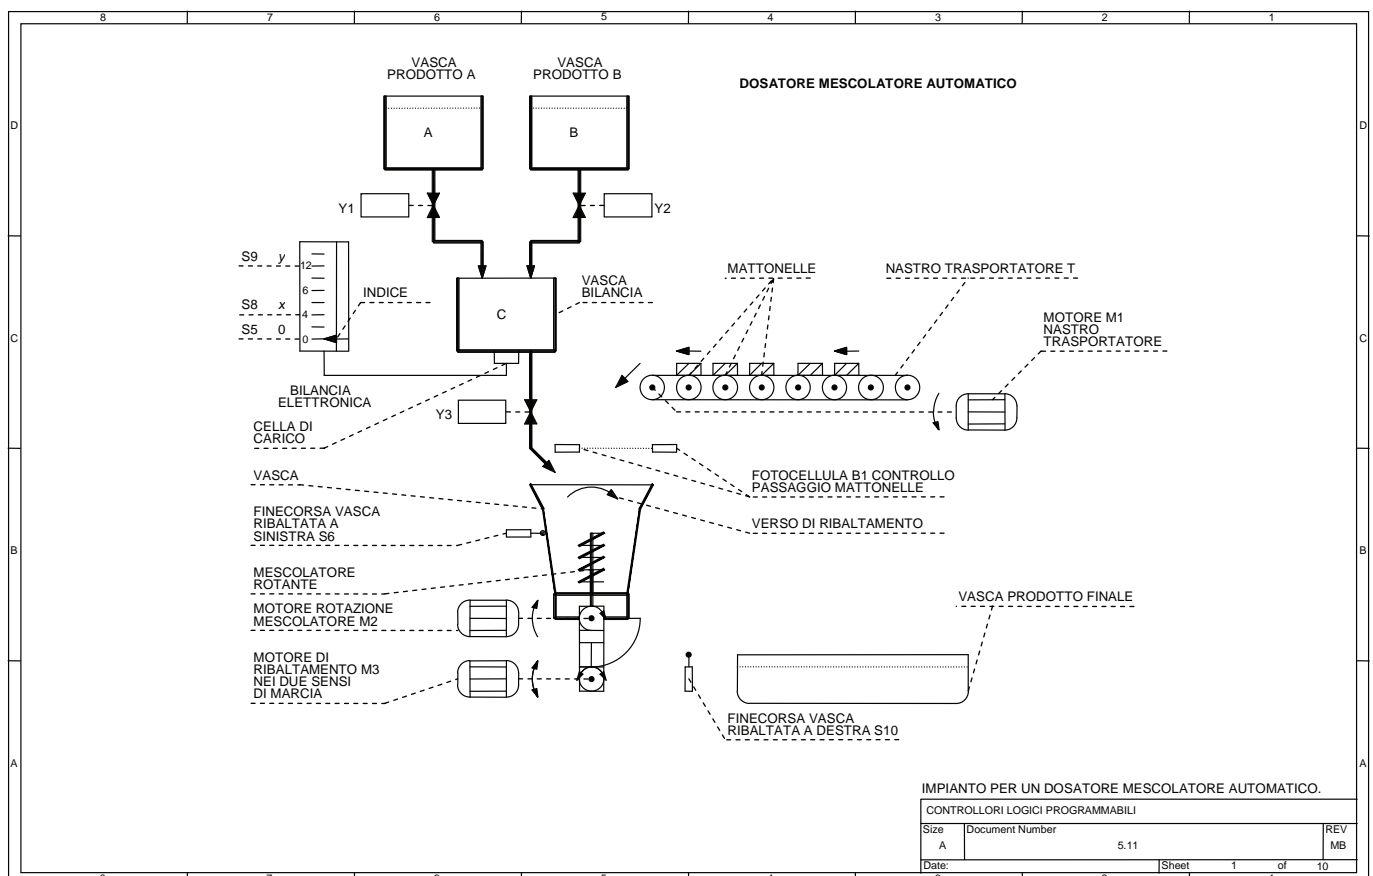 8 7 6 5 4 3 2 1
VASCA
PRODOTTO A
VASCA
PRODOTTO B
DOSATORE MESCOLATORE AUTOMATICO
D
D
A
B
Y1
Y2
S9 y
12
6
S8 x
4
S5 0
0
INDICE
C
VASCA
BILANCIA
MATTONELLE
NASTRO TRASPORTATORE T
MOTORE M1
NASTRO
TRASPORTATORE
C
C
BILANCIA
ELETTRONICA
Y3
CELLA DI
CARICO
VASCA
FOTOCELLULA B1 CONTROLLO
PASSAGGIO MATTONELLE
FINECORSA VASCA
RIBALTATA A
SINISTRA S6
VERSO DI RIBALTAMENTO
B
B
MESCOLATORE
ROTANTE
MOTORE ROTAZIONE
MESCOLATORE M2
VASCA PRODOTTO FINALE
MOTORE DI
RIBALTAMENTO M3
NEI DUE SENSI
DI MARCIA
FINECORSA VASCA
RIBALTATA A DESTRA S10
A
A
IMPIANTO PER UN DOSATORE MESCOLATORE AUTOMATICO.
CONTROLLORI LOGICI PROGRAMMABILI
Size Document Number REV
A 5.11 MB
Date: Sheet 1 of 10